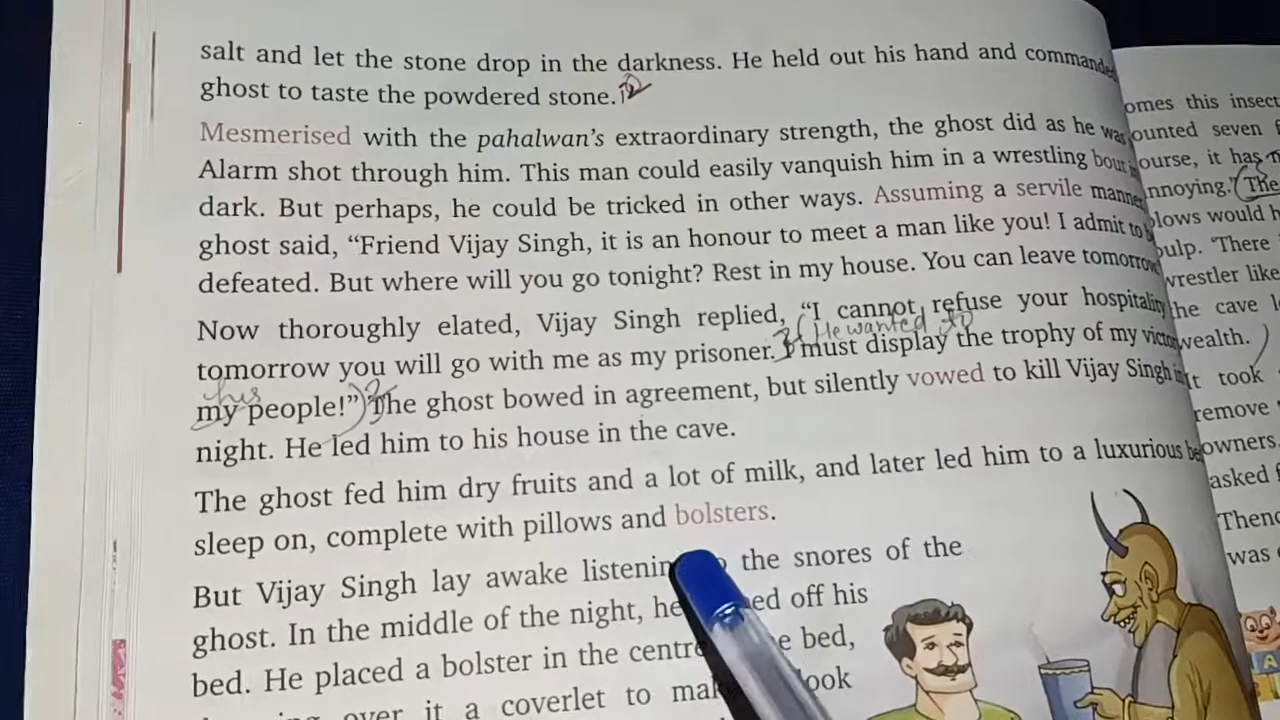 salt and let the stone drop in the darkness. He held out his hand and commanded
ghost to taste the powdered stone.
Mesmerised with the pahalwan's extraordinary strength, the ghost did as he was
Alarm shot through him. This man could easily vanquish him in a wrestling bout
dark. But perhaps, he could be tricked in other ways. Assuming a servile manner
ghost said, “Friend Vijay Singh, it is an honour to meet a man like you! I admit to
defeated. But where will you go tonight? Rest in my house. You can leave tomorrow
Now thoroughly elated, Vijay Singh replied, “I cannot refuse your hospitality
He wanted to
tomorrow you will go with me as my prisoner. I must display the trophy of my
his
my people!” The ghost bowed in agreement, but silently vowed to kill Vijay Singh
night. He led him to his house in the cave.
The ghost fed him dry fruits and a lot of milk, and later led him to a luxurious
sleep on, complete with pillows and bolsters.
But Vijay Singh lay awake listening the snores of the
ghost. In the middle of the night, he off his
bed. He placed a bolster in the centre bed,
over it a coverlet to look
omes this insect
ounted seven
ourse, it has
nnoying.' The
lows would
pulp. 'There
wrestler like
he cave
wealth.
It took
remove
owners.
asked
Then
was